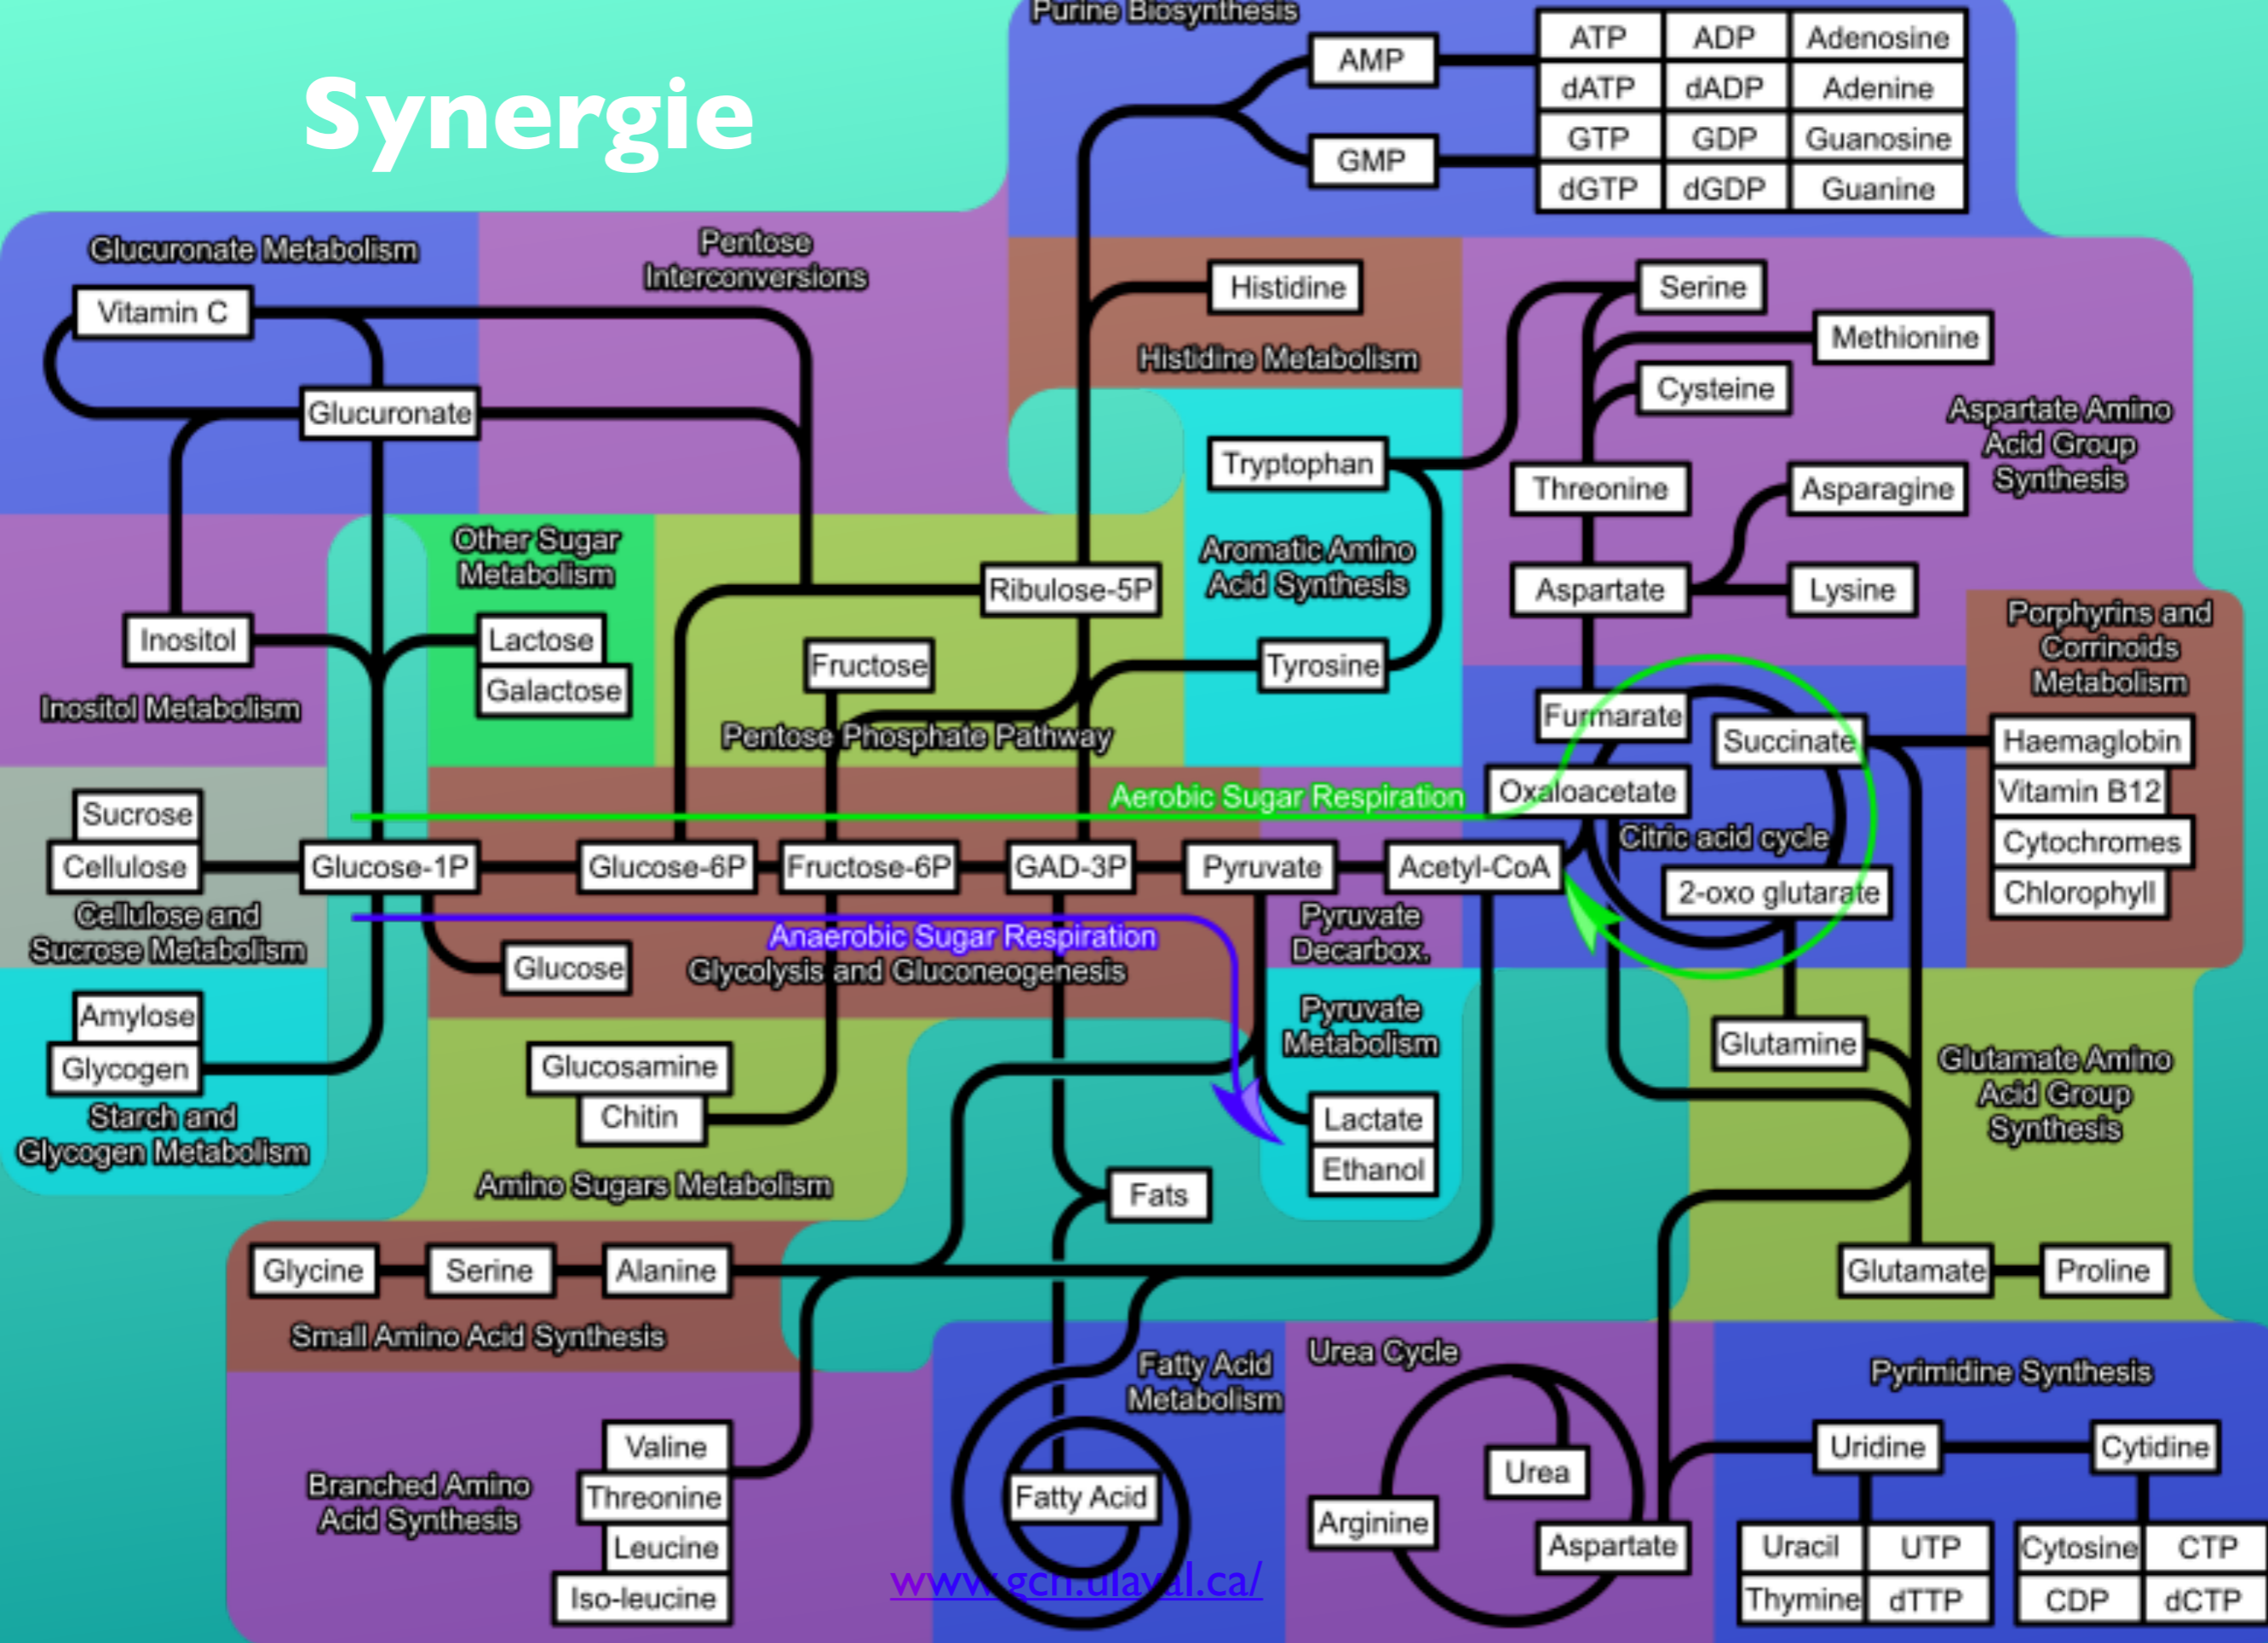 Purine Biosynthesis
Synergie
AMP
ATP ADP Adenosine
dATP dADP Adenine
GMP
GTP GDP Guanosine
dGTP dGDP Guanine
Glucuronate Metabolism
Pentose
Interconversions
Vitamin C
Glucuronate
Histidine
Histidine Metabolism
Serine
Methionine
Cysteine
Aspartate Amino
Acid Group
Synthesis
Tryptophan
Threonine
Asparagine
Aromatic Amino
Acid Synthesis
Aspartate
Lysine
Tyrosine
Other Sugar
Metabolism
Lactose
Galactose
Inositol
Inositol Metabolism
Ribulose-5P
Fructose
Pentose Phosphate Pathway
Porphyrins and
Corrinoids
Metabolism
Furmarate
Succinate
Oxaloacetate
Citric acid cycle
2-oxo glutarate
Haemaglobin
Vitamin B12
Cytochromes
Chlorophyll
Sucrose
Cellulose
Cellulose and
Sucrose Metabolism
Aerobic Sugar Respiration
Glucose-1P
Glucose-6P
Fructose-6P
GAD-3P
Pyruvate
Acetyl-CoA
Anaerobic Sugar Respiration
Glycolysis and Gluconeogenesis
Glucose
Pyruvate
Decarbox.
Pyruvate
Metabolism
Lactate
Ethanol
Amylose
Glycogen
Starch and
Glycogen Metabolism
Glucosamine
Chitin
Amino Sugars Metabolism
Fats
Glutamine
Glutamate Amino
Acid Group
Synthesis
Glutamate
Proline
Glycine
Serine
Alanine
Small Amino Acid Synthesis
Valine
Threonine
Leucine
Iso-leucine
Branched Amino
Acid Synthesis
Fatty Acid
Metabolism
Fatty Acid
www.gch.ulaval.ca/
Urea Cycle
Urea
Arginine
Aspartate
Pyrimidine Synthesis
Uridine
Cytidine
Uracil UTP
Thymine dTTP
Cytosine CTP
CDP dCTP